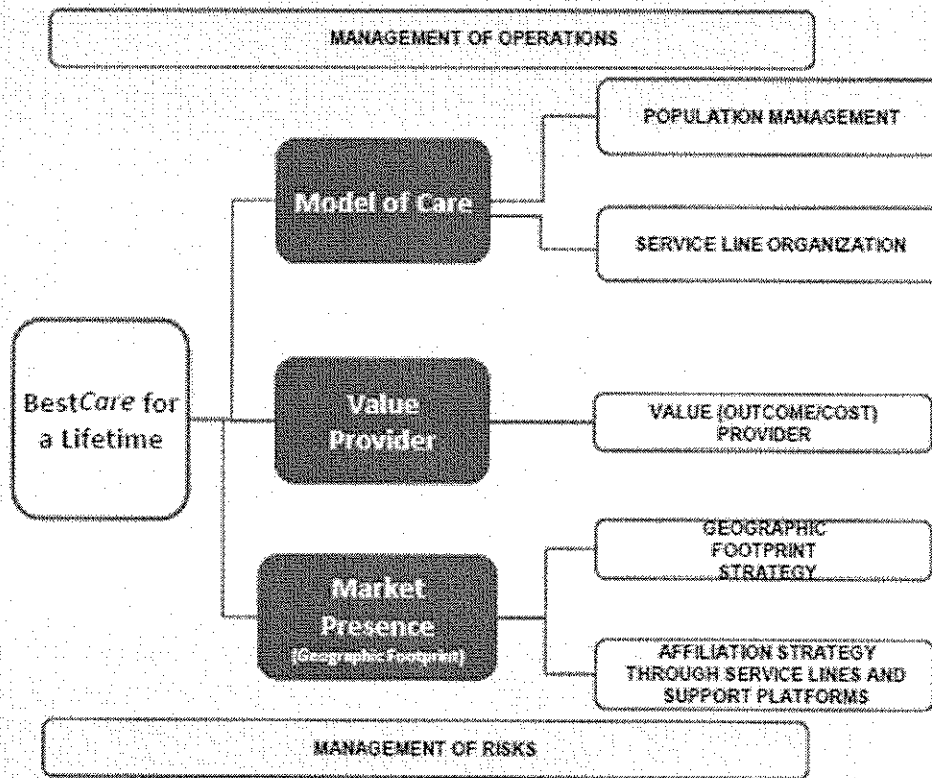 MANAGEMENT OF OPERATIONS
POPULATION MANAGEMENT
Model of Care
SERVICE LINE ORGANIZATION
BestCare for
a Lifetime
Value
Provider
VALUE (OUTCOME/COST)
PROVIDER
GEOGRAPHIC
FOOTPRINT
STRATEGY
Market
Presence
(Geographic Footprint)
AFFILIATION STRATEGY
THROUGH SERVICE LINES AND
SUPPORT PLATFORMS
MANAGEMENT OF RISKS